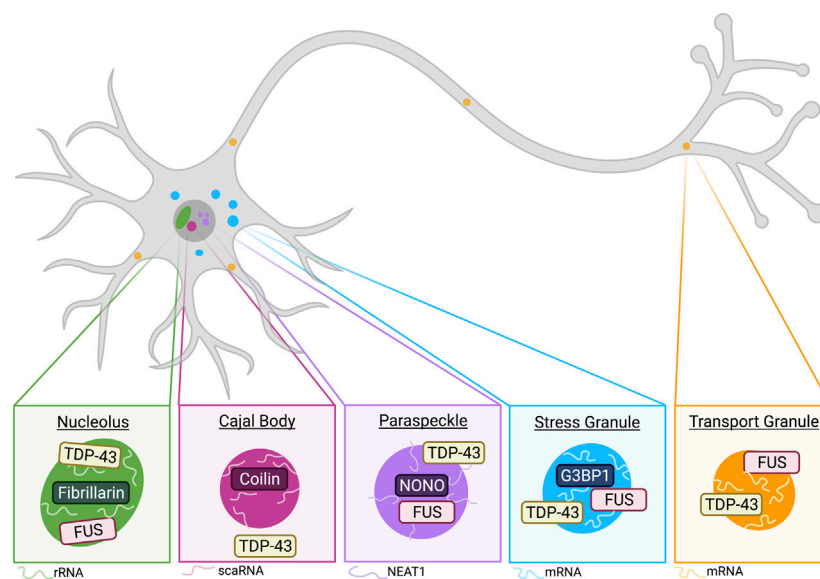 Nucleolus
TDP-43
Fibrillarin
FUS
rRNA
Cajal Body
Coilin
TDP-43
scaRNA
Paraspeckle
TDP-43
NONO
FUS
NEAT1
Stress Granule
G3BP1
FUS
TDP-43
mRNA
Transport Granule
FUS
TDP-43
mRNA